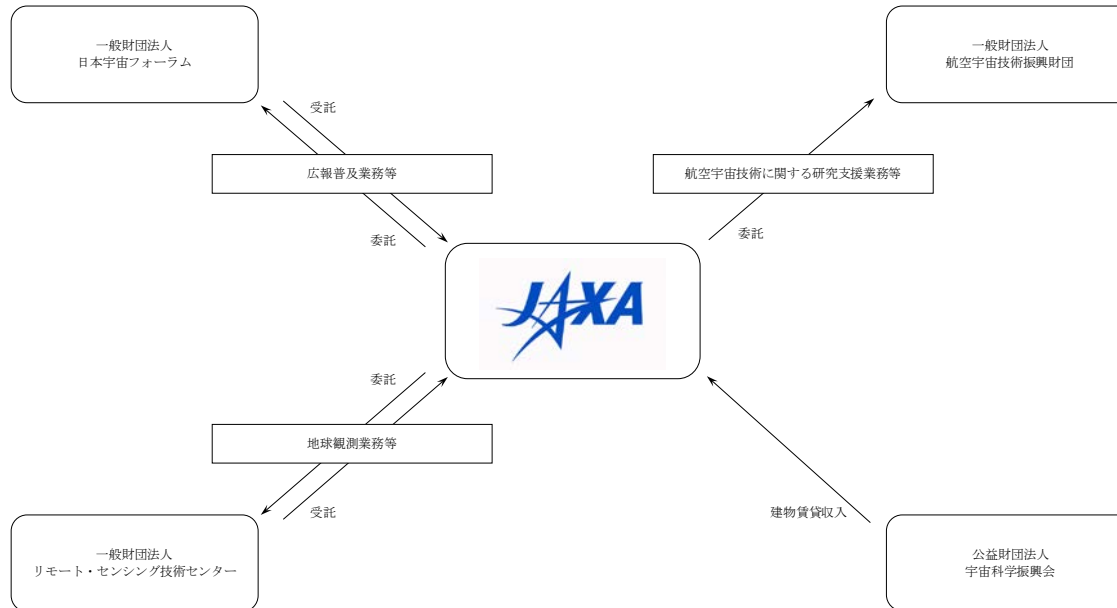 一般財団法人
日本宇宙フォーラム
一般財団法人
航空宇宙技術振興財団
受託
広報普及業務等
航空宇宙技術に関する研究支援業務等
委託
委託
JAXA
委託
地球観測業務等
受託
建物賃貸収入
一般財団法人
リモート・センシング技術センター
公益財団法人
宇宙科学振興会